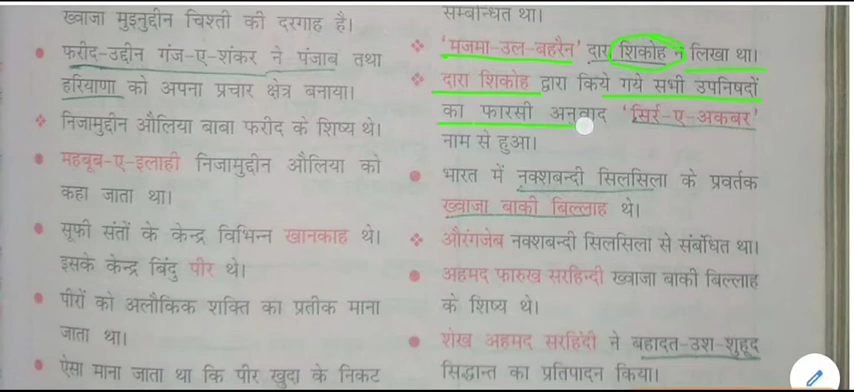 ख्वाजा मुइनुद्दीन चिश्ती की दरगाह है।
फरीद-उद्दीन गंज-ए-शंकर ने पंजाब तथा
हरियाणा को अपना प्रचार क्षेत्र बनाया।
निजामुद्दीन औलिया बाबा फरीद के शिष्य थे।
महबूब-ए-इलाही निजामुद्दीन औलिया को
कहा जाता था।
सूफी संतों के केन्द्र विभिन्न खानकाह थे।
इसके केन्द्र बिंदु पीर थे।
पीरों को अलौकिक शक्ति का प्रतीक माना
जाता था।
ऐसा माना जाता था कि पीर खुदा के निकट
सम्बन्धित था।
'मजमा-उल-बहरैन' दारा शिकोह ने लिखा था।
दारा शिकोह द्वारा किये गये सभी उपनिषदों
का फारसी अनुवाद 'सिर्र-ए-अकबर'
नाम से हुआ।
भारत में नक्शबन्दी सिलसिला के प्रवर्तक
ख्वाजा बाकी बिल्लाह थे।
औरंगजेब नक्शबन्दी सिलसिला से संबंधित था।
अहमद फारुख सरहिन्दी ख्वाजा बाकी बिल्लाह
के शिष्य थे।
शेख अहमद सरहिंदी ने बहादत-उश-शुहूद
सिद्धान्त का प्रतिपादन किया।